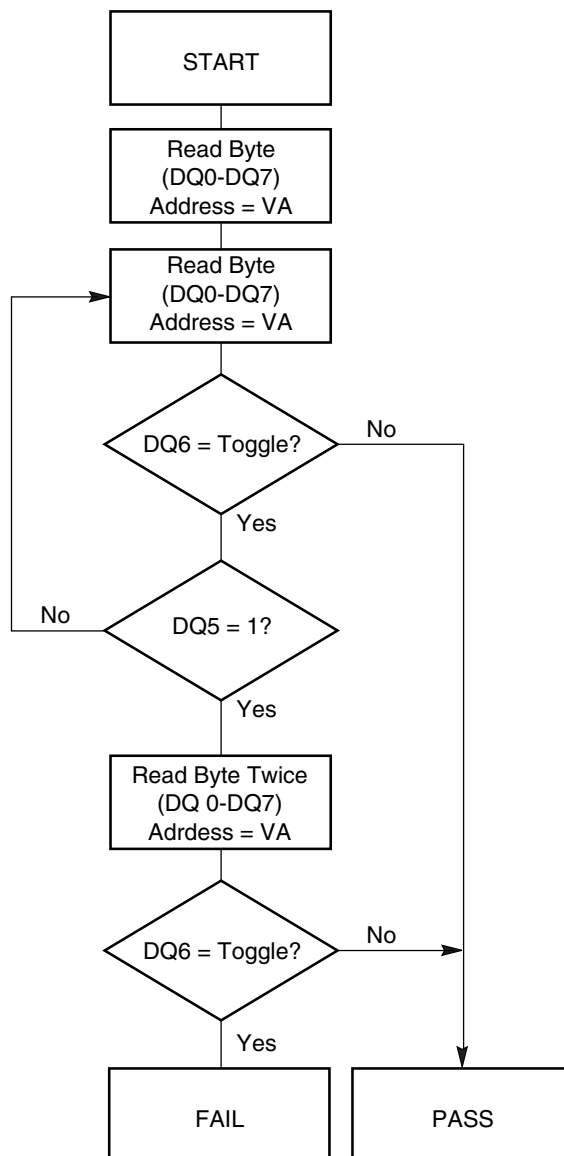 START
Read Byte
(DQ0-DQ7)
Address = VA
Read Byte
(DQ0-DQ7)
Address = VA
DQ6 = Toggle?
No
Yes
No
DQ5 = 1?
Yes
Read Byte Twice
(DQ 0-DQ7)
Adrdess = VA
DQ6 = Toggle?
No
Yes
FAIL
PASS